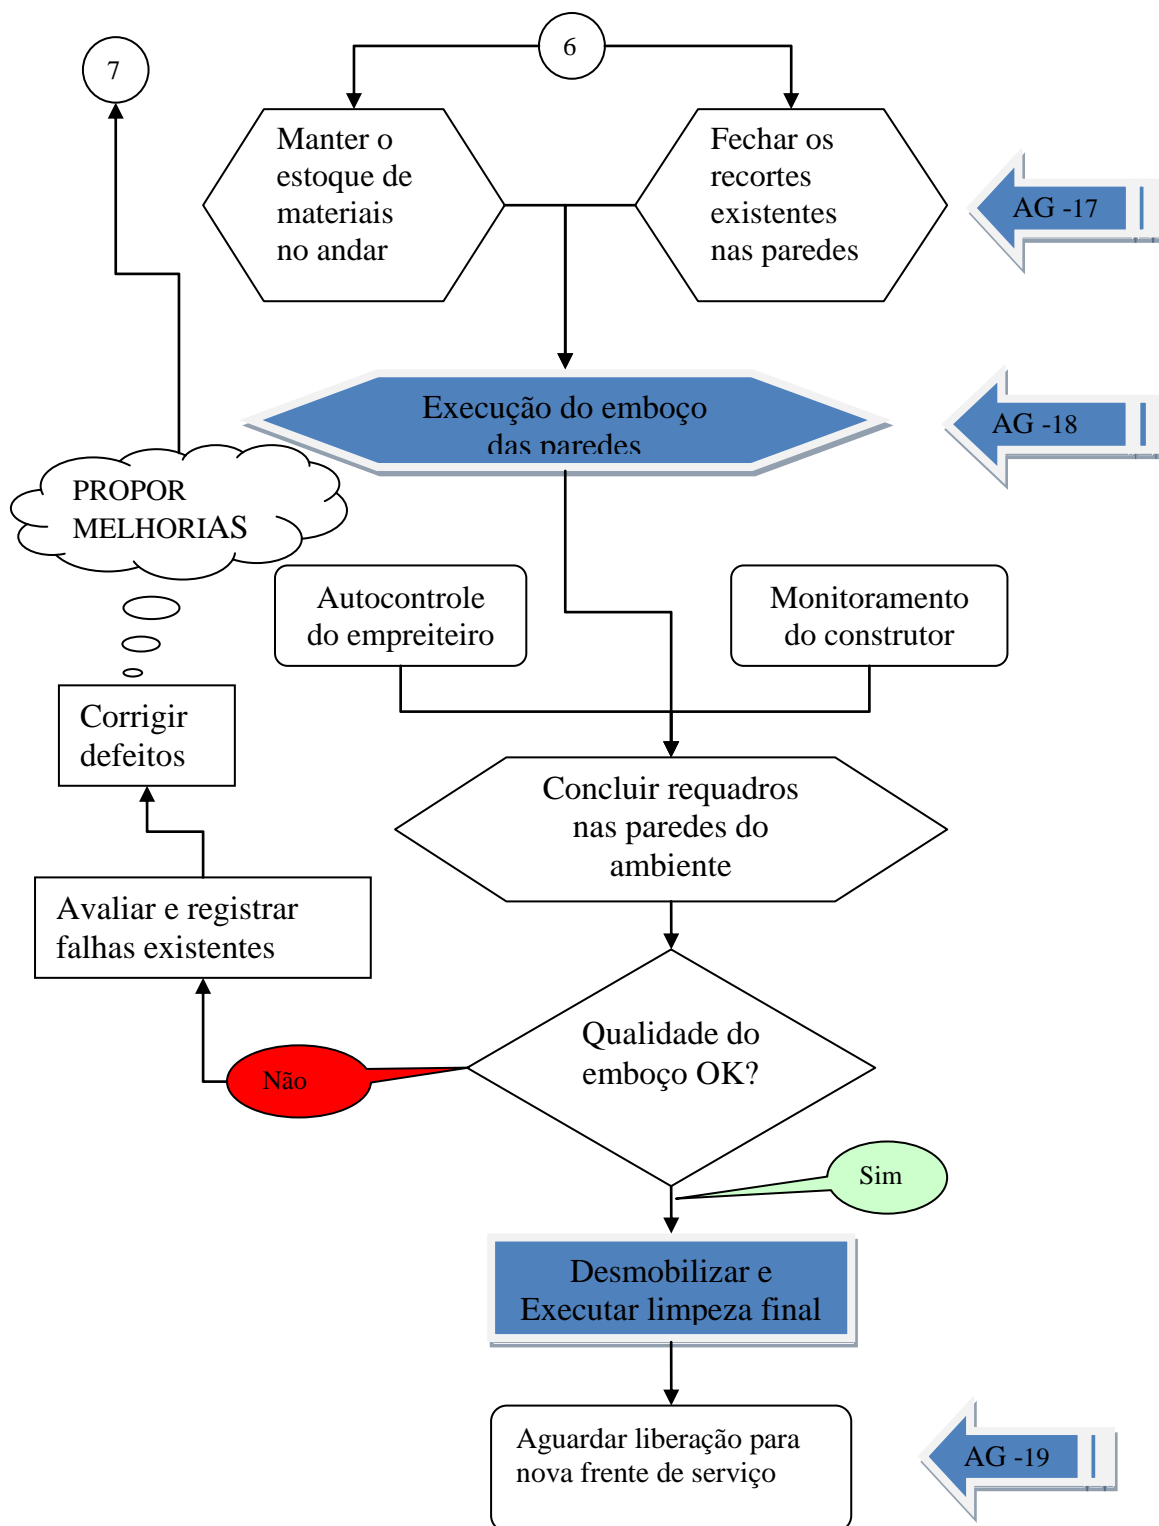 6
7
Manter o
estoque de
materiais
no andar
Fechar os
recortes
existentes
nas paredes
AG -17
Execução do emboço
das paredes
AG -18
PROPOR
MELHORIAS
Autocontrole
do empreiteiro
Monitoramento
do construtor
Corrigir
defeitos
Concluir requadros
nas paredes do
ambiente
Avaliar e registrar
falhas existentes
Qualidade do
emboço OK?
Não
Sim
Desmobilizar e
Executar limpeza final
Aguardar liberação para
nova frente de serviço
AG -19